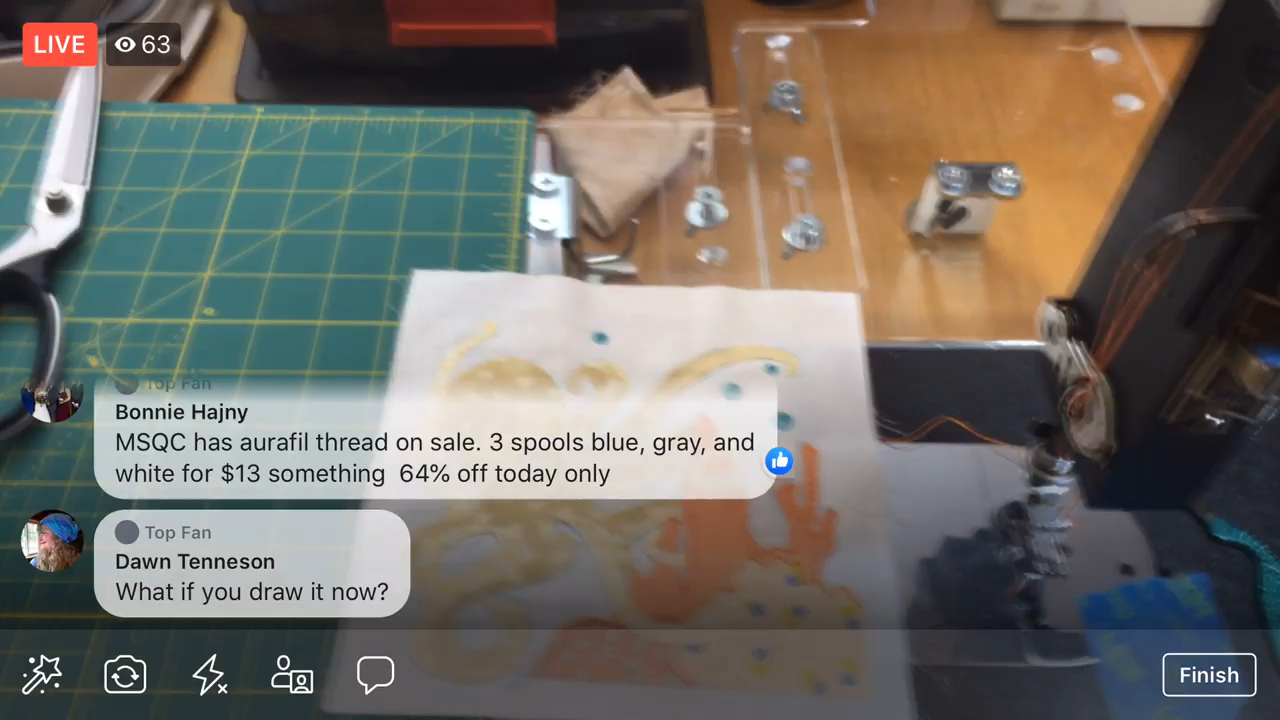 LIVE
63
Top Fan
Bonnie Hajny
MSQC has aurafil thread on sale. 3 spools blue, gray, and
white for $13 something  64% off today only
Top Fan
Dawn Tenneson
What if you draw it now?
Finish